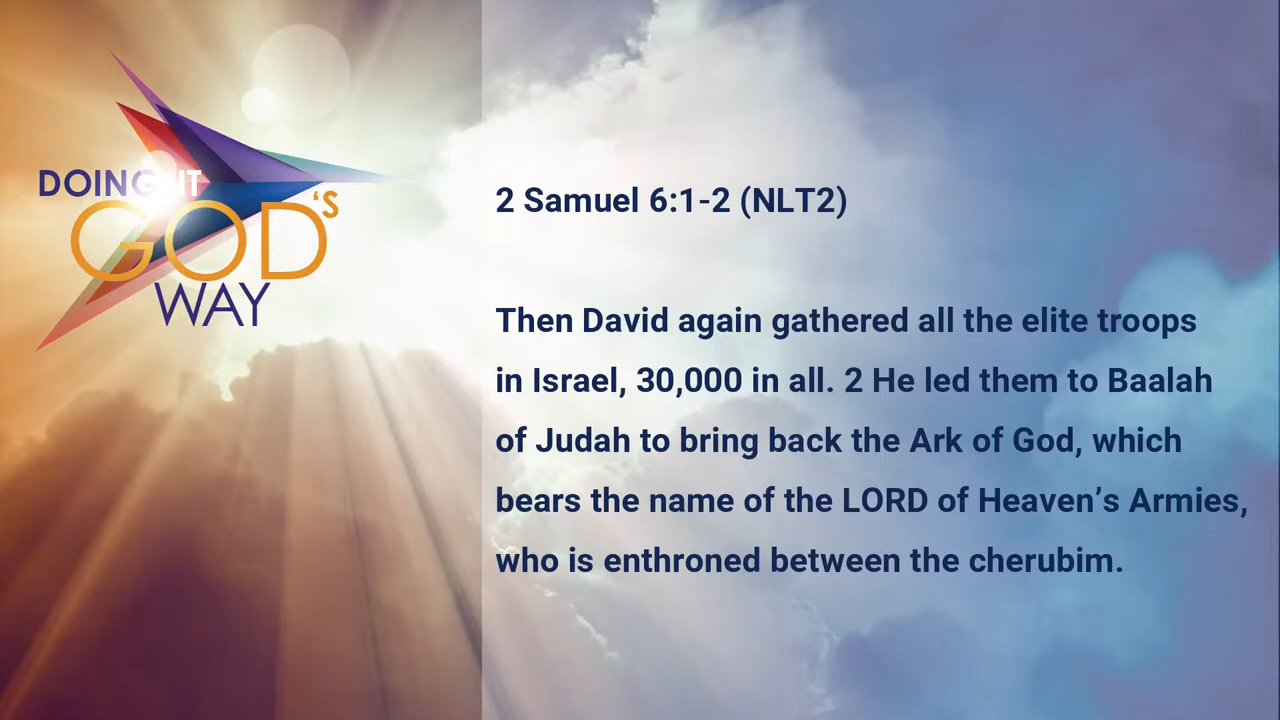 DOING IT
GOD'S
WAY
2 Samuel 6:1-2 (NLT2)
Then David again gathered all the elite troops
in Israel, 30,000 in all. 2 He led them to Baalah
of Judah to bring back the Ark of God, which
bears the name of the LORD of Heaven’s Armies,
who is enthroned between the cherubim.